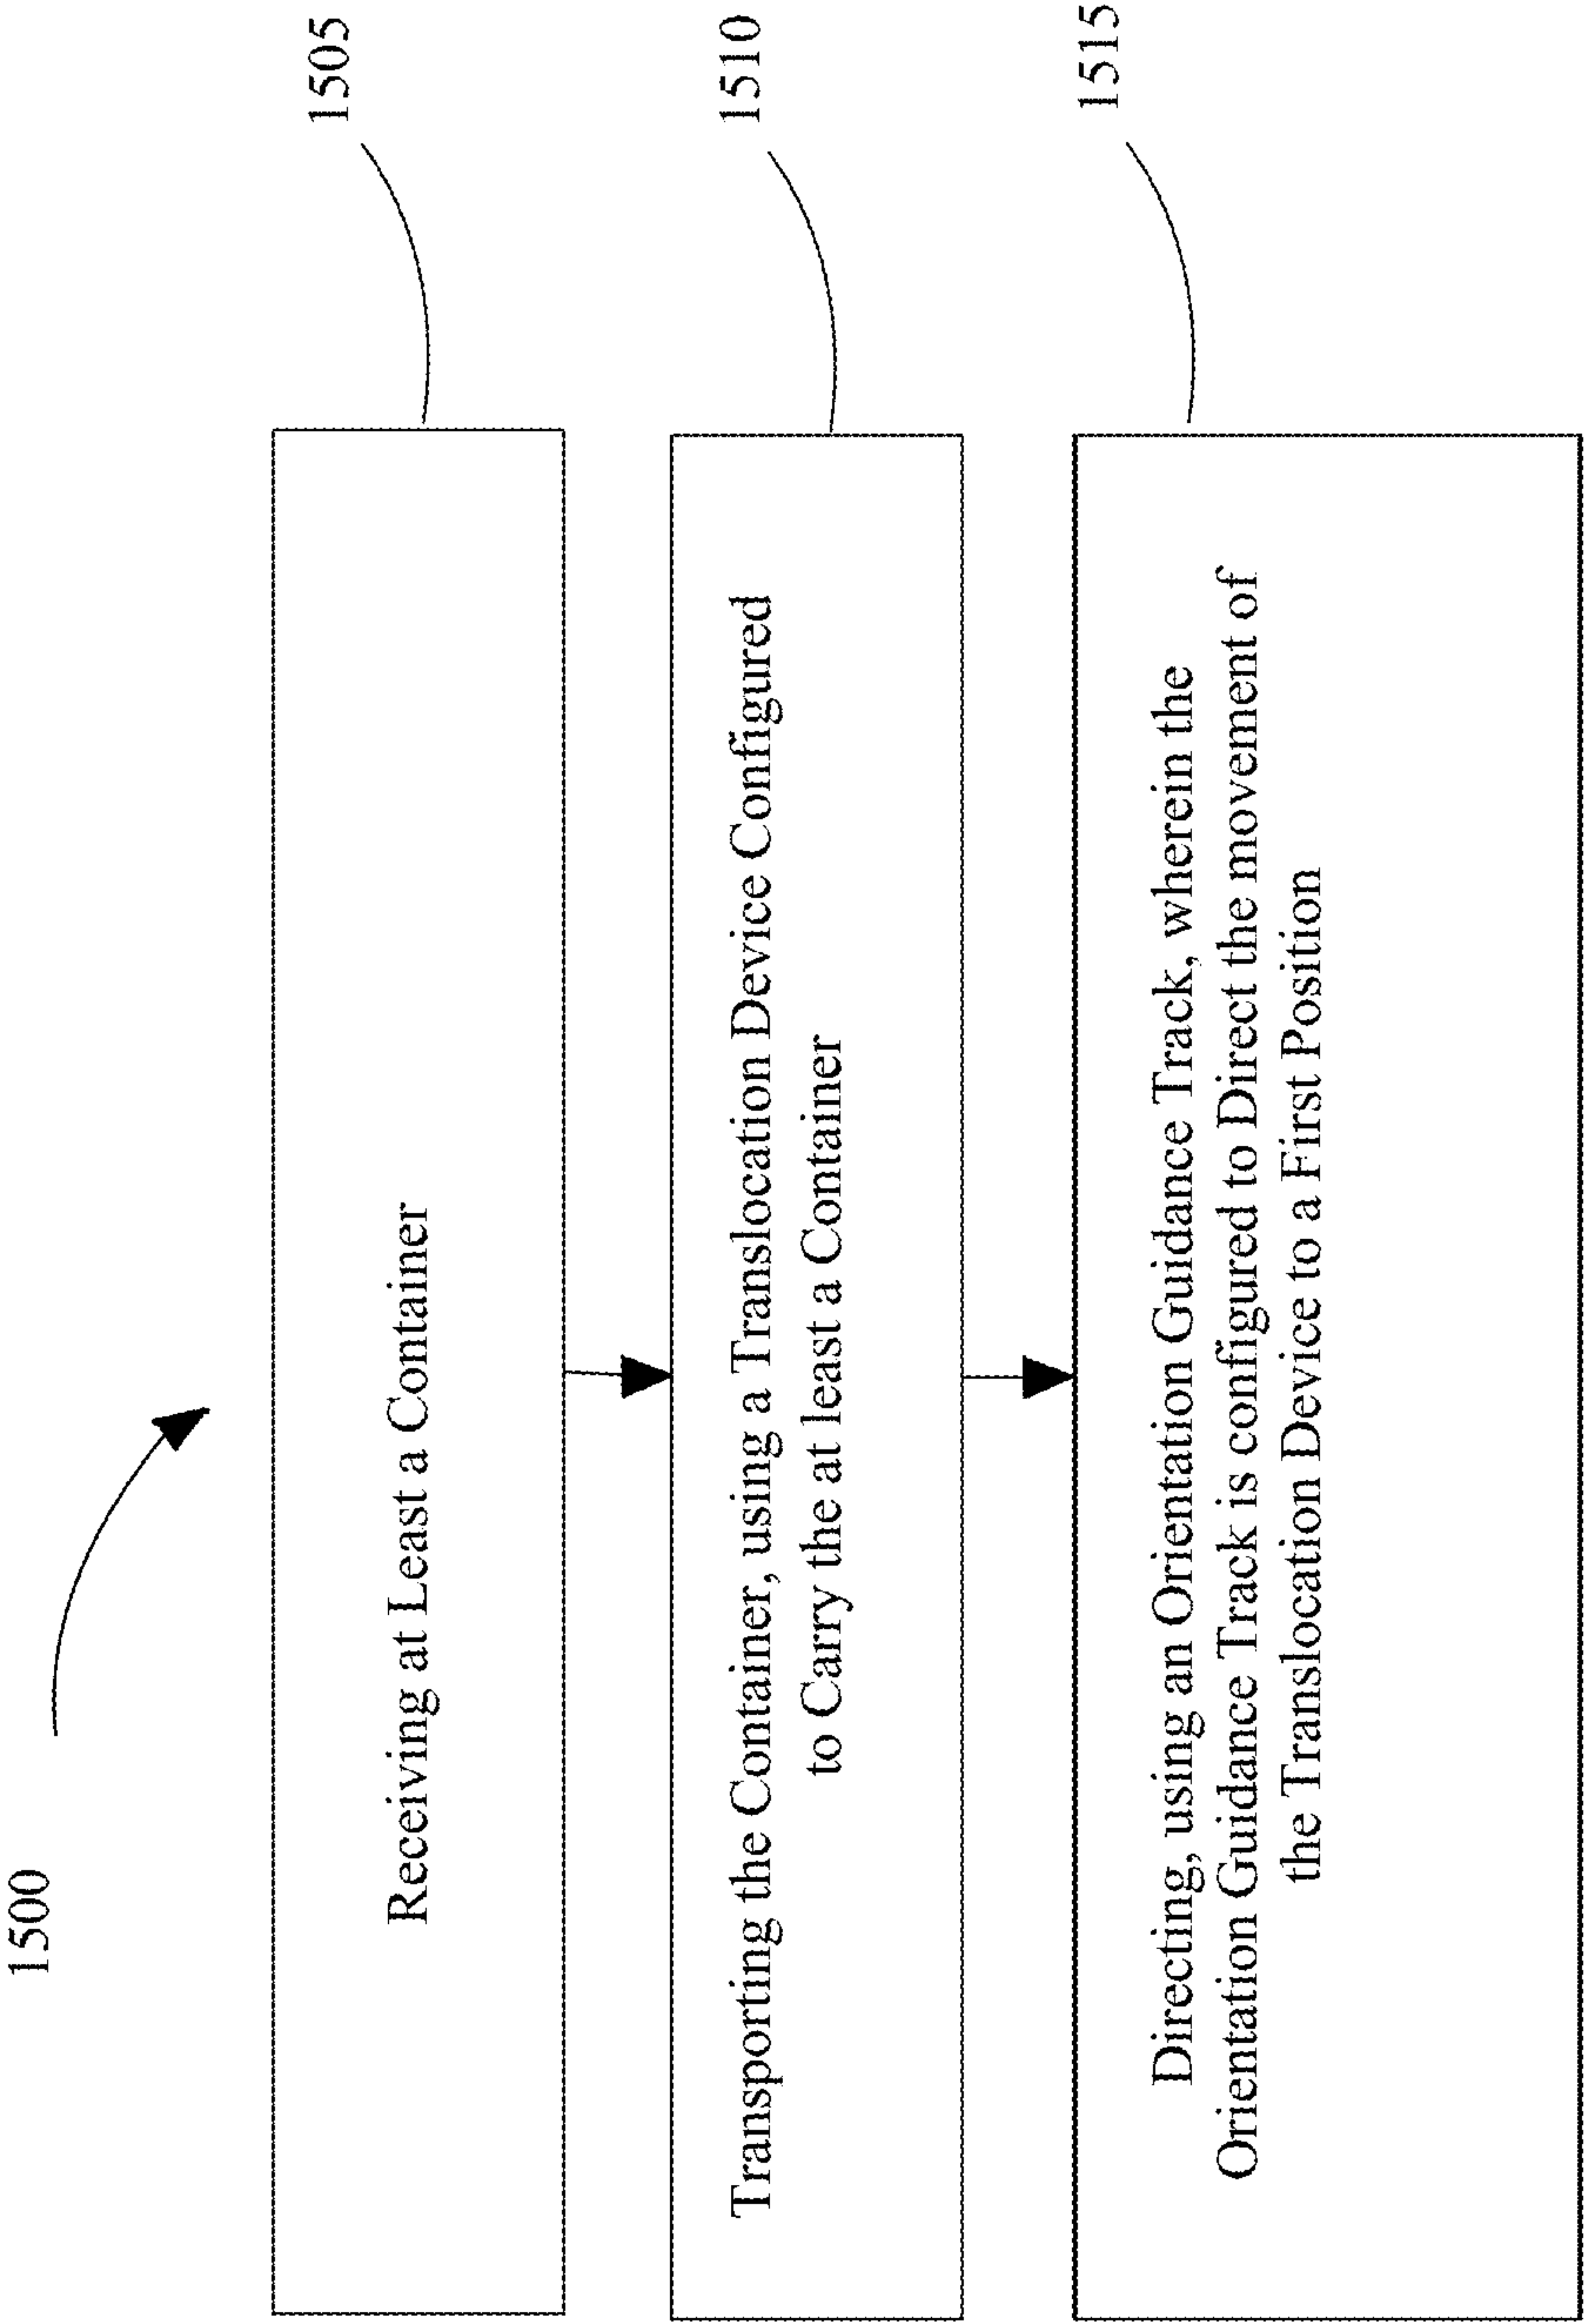 1500
1505
Receiving at Least a Container
1510
Transporting the Container, using a Translocation Device Configured
to Carry the at least a Container
1515
Directing, using an Orientation Guidance Track, wherein the
Orientation Guidance Track is configured to Direct the movement of
the Translocation Device to a First Position